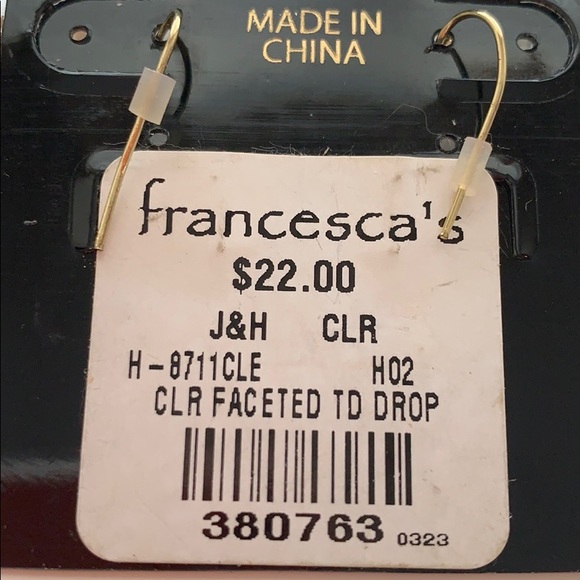 MADE IN
CHINA
francesca's
$22.00
J&H CLR
H-8711CLE H02
CLR FACETED TD DROP
380763 0323